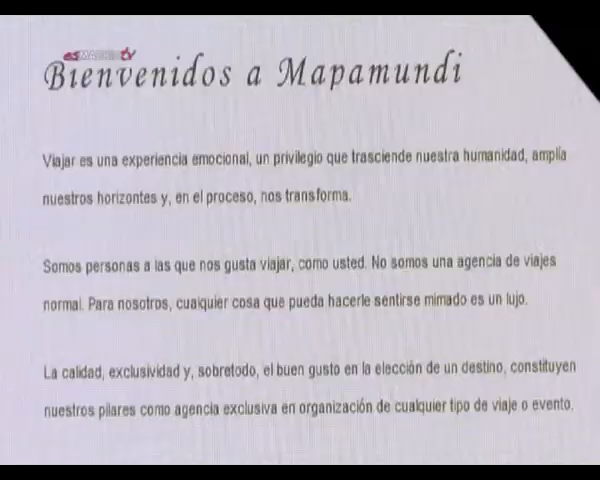 esMADRIDtv
Bienvenidos a Mapamundi
Viajar es una experiencia emocional, un privilegio que trasciende nuestra humanidad, amplía
nuestros horizontes y, en el proceso, nos transforma.
Somos personas a las que nos gusta viajar, como usted. No somos una agencia de viajes
normal. Para nosotros, cualquier cosa que pueda hacerle sentirse mimado es un lujo.
La calidad, exclusividad y, sobretodo, el buen gusto en la elección de un destino, constituyen
nuestros pilares como agencia exclusiva en organización de cualquier tipo de viaje o evento.